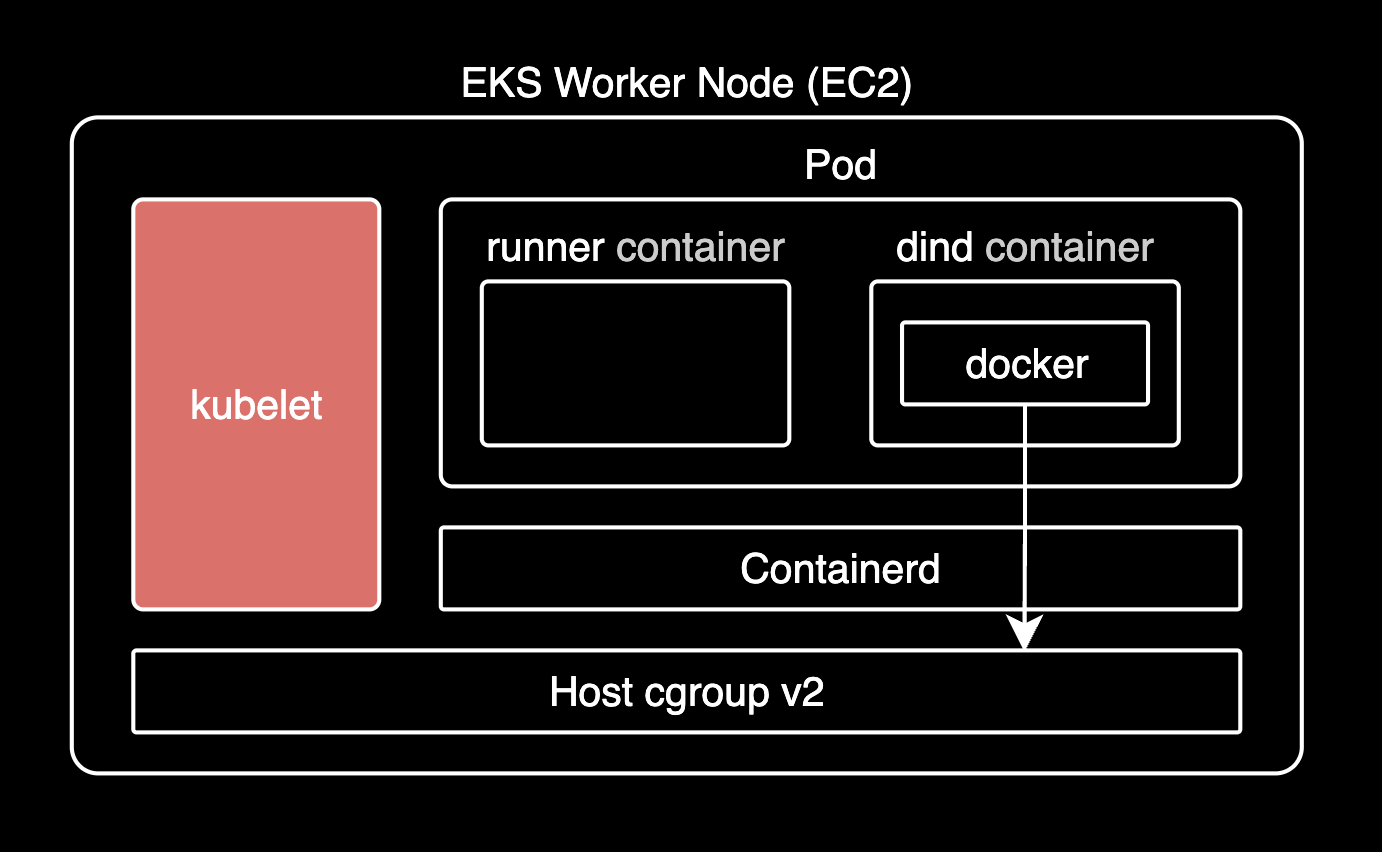 EKS Worker Node (EC2)
Pod
runner container
dind container
docker
kubelet
Containerd
Host cgroup v2